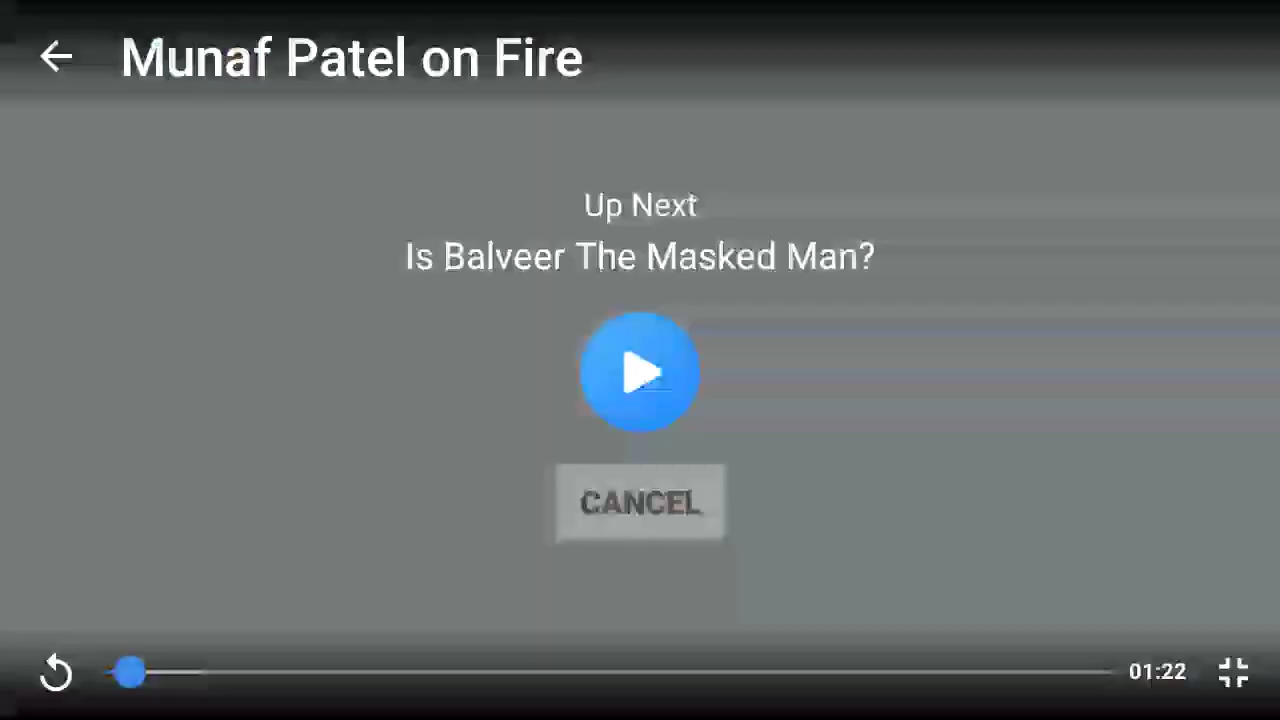 Munaf Patel on Fire
Up Next
Is Balveer The Masked Man?
CANCEL
01:22